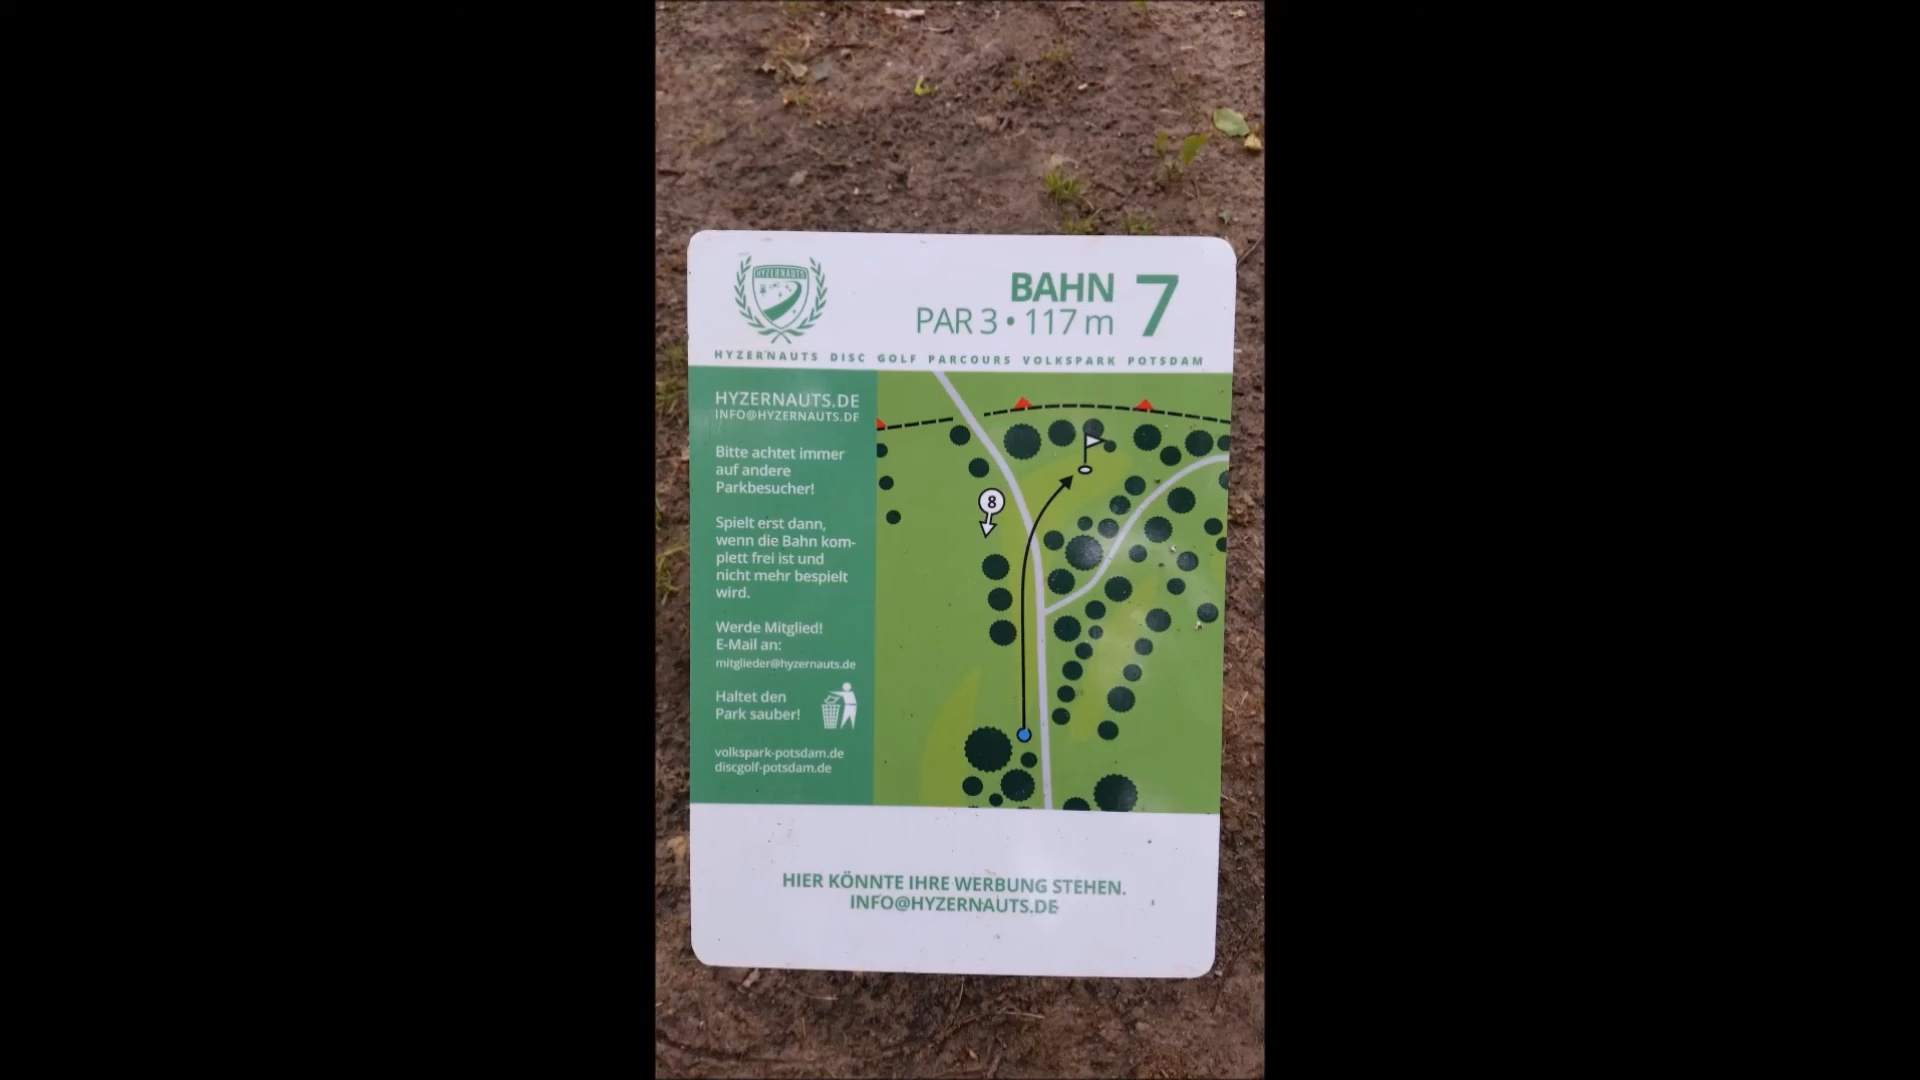 HYZERNAUTS
BAHN 7
PAR 3 • 117 m
HYZERNAUTS DISC GOLF PARCOURS VOLKSPARK POTSDAM
HYZERNAUTS.DE
INFO@HYZERNAUTS.DE
Bitte achtet immer
auf andere
Parkbesucher!
Spielt erst dann,
wenn die Bahn kom-
plett frei ist und
nicht mehr bespielt
wird.
Werde Mitglied!
E-Mail an:
mitglieder@hyzernauts.de
Haltet den
Park sauber!
volkspark-potsdam.de
discgolf-potsdam.de
8
HIER KÖNNTE IHRE WERBUNG STEHEN.
INFO@HYZERNAUTS.DE